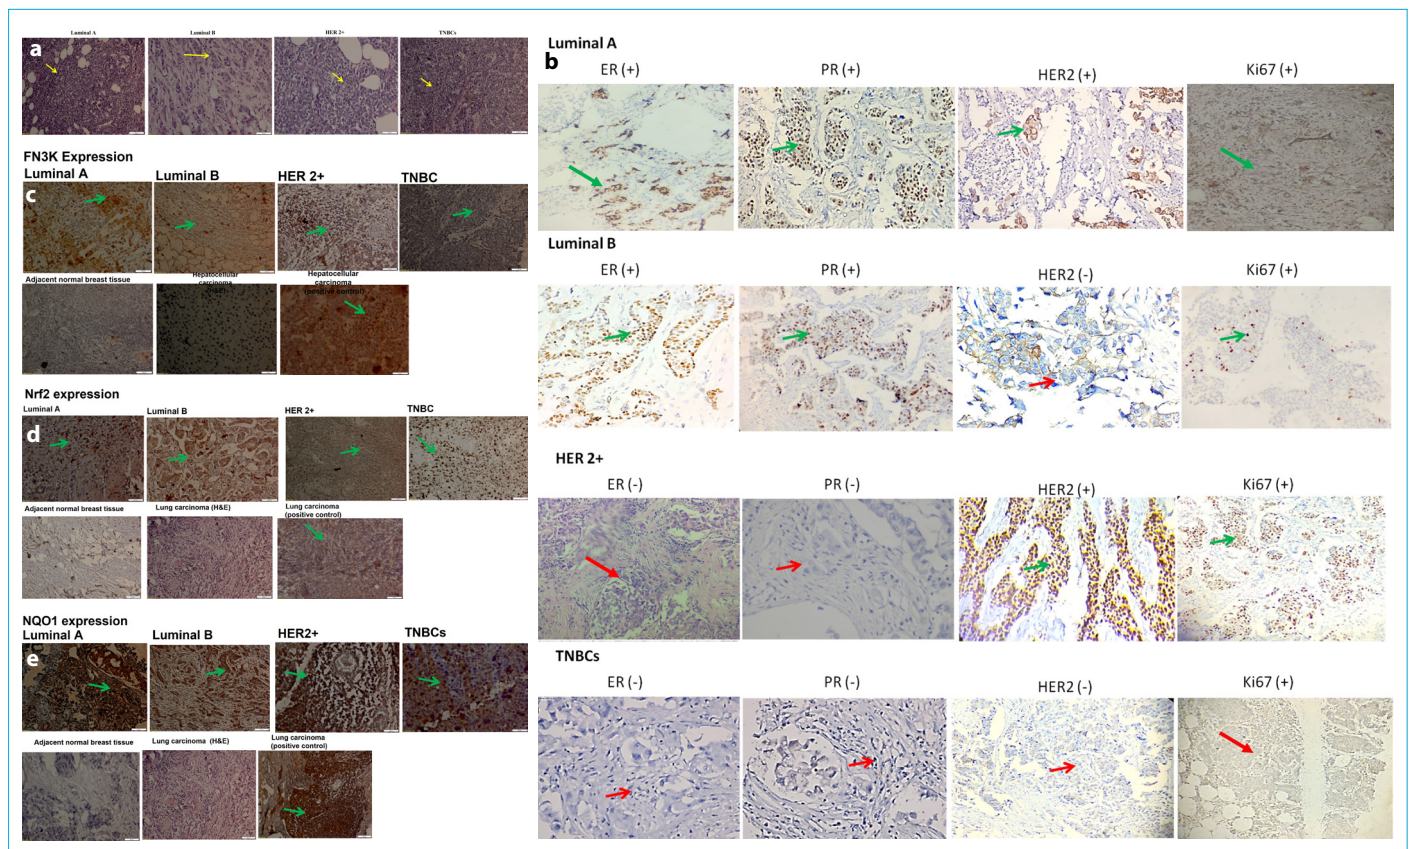 Luminal A
Luminal B
HER 2+
TNBCs
a
FN3K Expression
Luminal A
Luminal B
HER 2+
TNBC
c
Adjacent normal breast tissue
Hepatocellular
carcinoma
(H&E)
Hepatocellular
carcinoma
(positive control)
Nrf2 expression
Luminal A
Luminal B
HER 2+
TNBC
d
Adjacent normal breast tissue
Lung carcinoma (H&E)
Lung carcinoma
(positive control)
NQO1 expression
Luminal A
Luminal B
HER2+
TNBCs
e
Adjacent normal breast tissue
Lung carcinoma (H&E)
Lung carcinoma
(positive control)
Luminal A
b
ER (+)
PR (+)
HER2 (+)
Ki67 (+)
Luminal B
ER (+)
PR (+)
HER2 (-)
Ki67 (+)
HER 2+
ER (-)
PR (-)
HER2 (+)
Ki67 (+)
TNBCs
ER (-)
PR (-)
HER2 (-)
Ki67 (+)